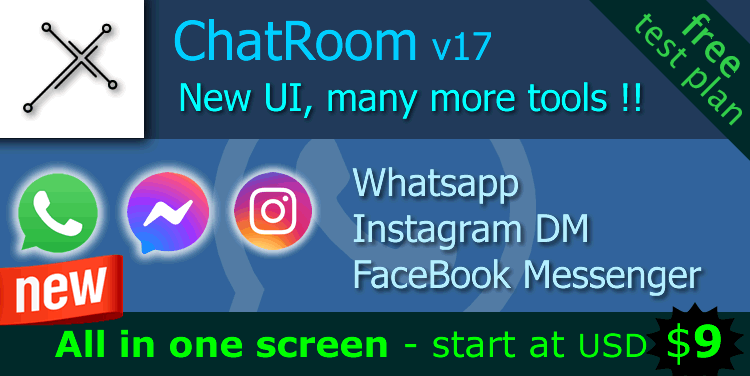 ChatRoom v17
New UI, many more tools !!
free
test plan
Whatsapp
Instagram DM
FaceBook Messenger
new
All in one screen - start at USD $9